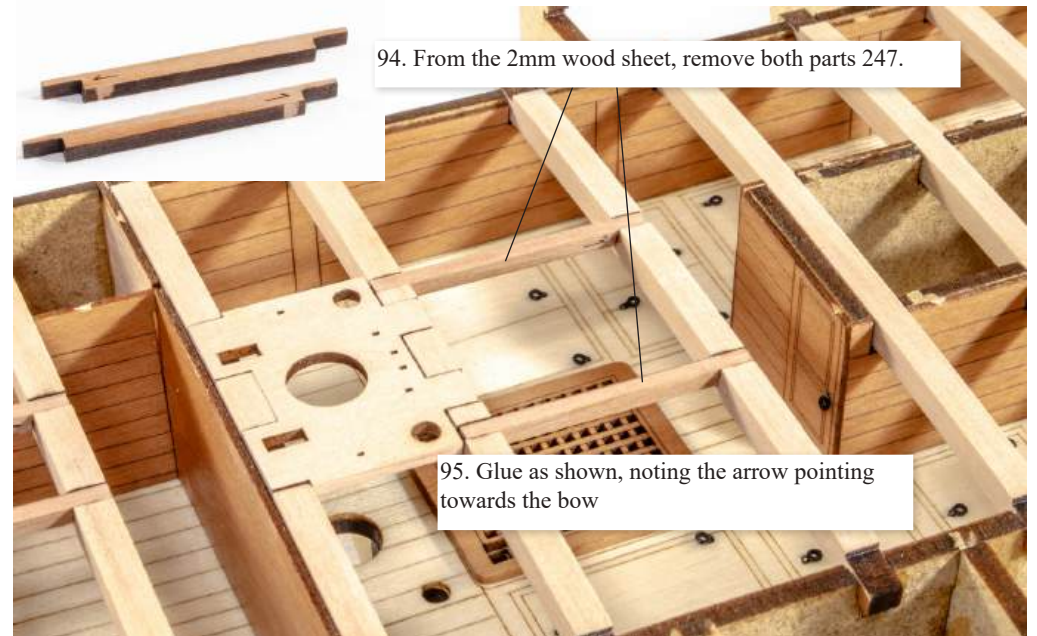 94. From the 2mm wood sheet, remove both parts 247.
95. Glue as shown, noting the arrow pointing
towards the bow